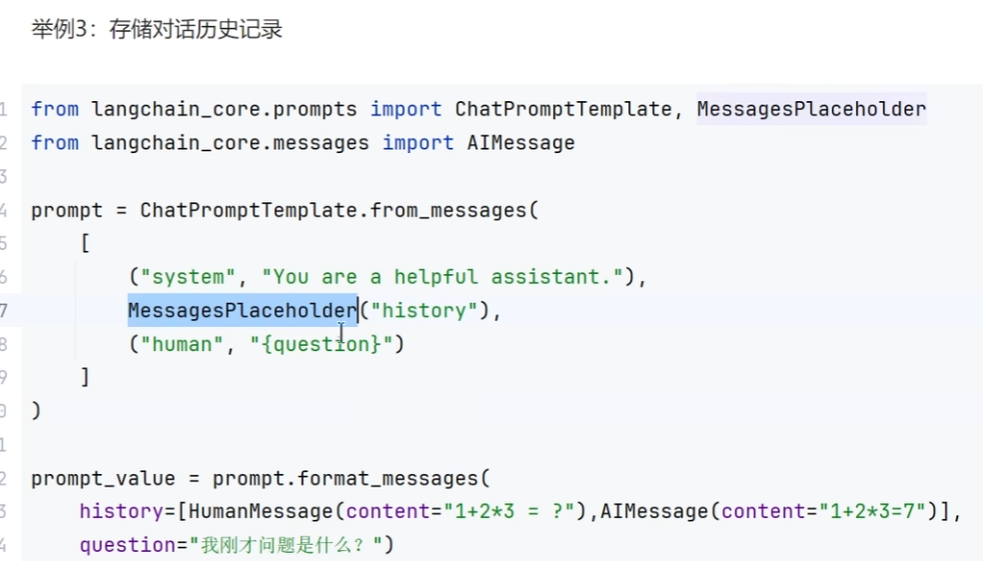 举例3：存储对话历史记录
1 from langchain_core.prompts import ChatPromptTemplate, MessagesPlaceholder
2 from langchain_core.messages import AIMessage
3
4 prompt = ChatPromptTemplate.from_messages(
5     [
6         ("system", "You are a helpful assistant."),
7         MessagesPlaceholder("history"),
8         ("human", "{question}")
9     ]
0 )
1
2 prompt_value = prompt.format_messages(
3     history=[HumanMessage(content="1+2*3 = ?"),AIMessage(content="1+2*3=7")],
4     question="我刚才问题是什么？")